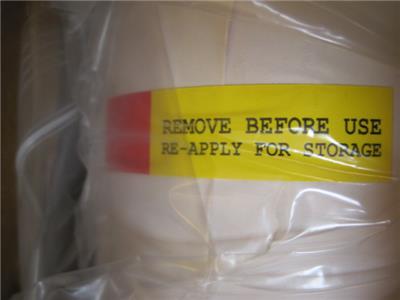 REMOVE BEFORE USE
RE-APPLY FOR STORAGE